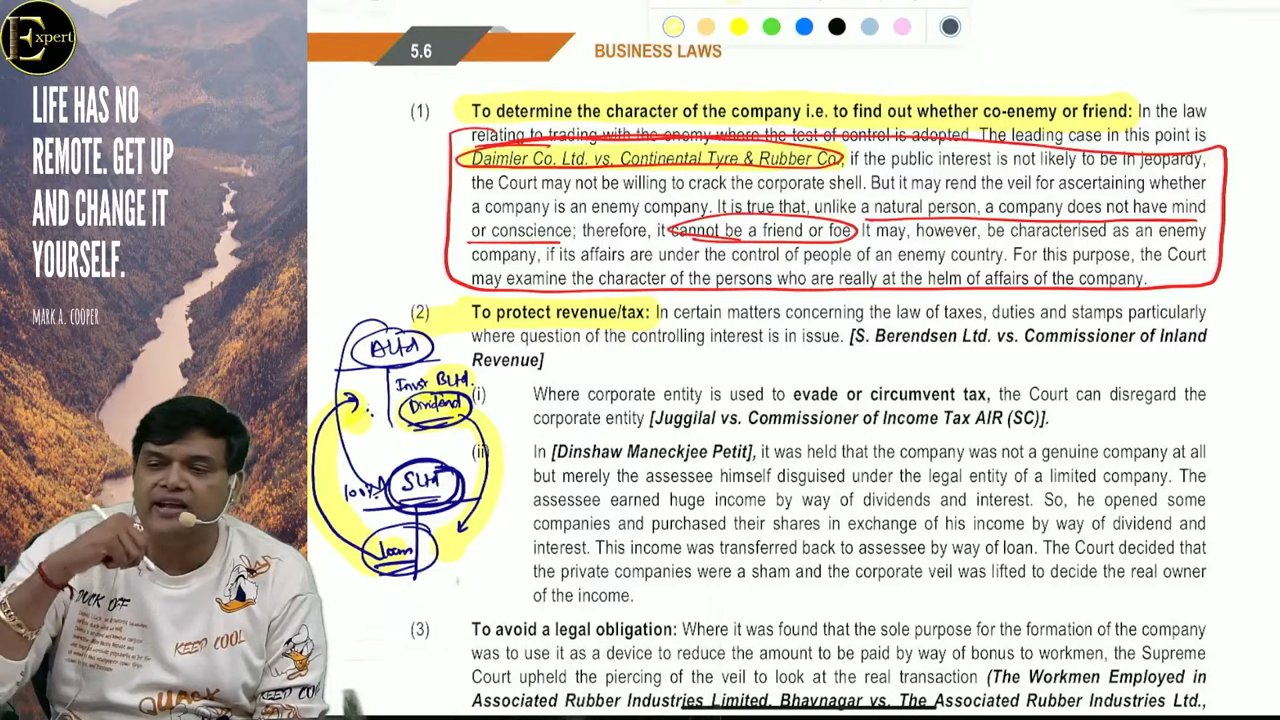 Expert
LIFE HAS NO
REMOTE. GET UP
AND CHANGE IT
YOURSELF.
MARK A. COOPER
DUCK OFF
KEEP COOL
KEEP COOL
QUACK
5.6
BUSINESS LAWS
(1) To determine the character of the company i.e. to find out whether co-enemy or friend: In the law
relating to trading with the enemy where the test of control is adopted. The leading case in this point is
Daimler Co. Ltd. vs. Continental Tyre & Rubber Co., if the public interest is not likely to be in jeopardy,
the Court may not be willing to crack the corporate shell. But it may rend the veil for ascertaining whether
a company is an enemy company. It is true that, unlike a natural person, a company does not have mind
or conscience; therefore, it cannot be a friend or foe. It may, however, be characterised as an enemy
company, if its affairs are under the control of people of an enemy country. For this purpose, the Court
may examine the character of the persons who are really at the helm of affairs of the company.
(2) To protect revenue/tax: In certain matters concerning the law of taxes, duties and stamps particularly
where question of the controlling interest is in issue. [S. Berendsen Ltd. vs. Commissioner of Inland
Revenue]
(i) Where corporate entity is used to evade or circumvent tax, the Court can disregard the
corporate entity [Juggilal vs. Commissioner of Income Tax AIR (SC)].
(ii In [Dinshaw Maneckjee Petit], it was held that the company was not a genuine company at all
but merely the assessee himself disguised under the legal entity of a limited company. The
assessee earned huge income by way of dividends and interest. So, he opened some
companies and purchased their shares in exchange of his income by way of dividend and
interest. This income was transferred back to assessee by way of loan. The Court decided that
the private companies were a sham and the corporate veil was lifted to decide the real owner
of the income.
(3) To avoid a legal obligation: Where it was found that the sole purpose for the formation of the company
was to use it as a device to reduce the amount to be paid by way of bonus to workmen, the Supreme
Court upheld the piercing of the veil to look at the real transaction (The Workmen Employed in
Associated Rubber Industries Limited, Bhavnagar vs. The Associated Rubber Industries Ltd.,
A Ltd
Invst B Ltd.
Dividend
100%
S Ltd
loan